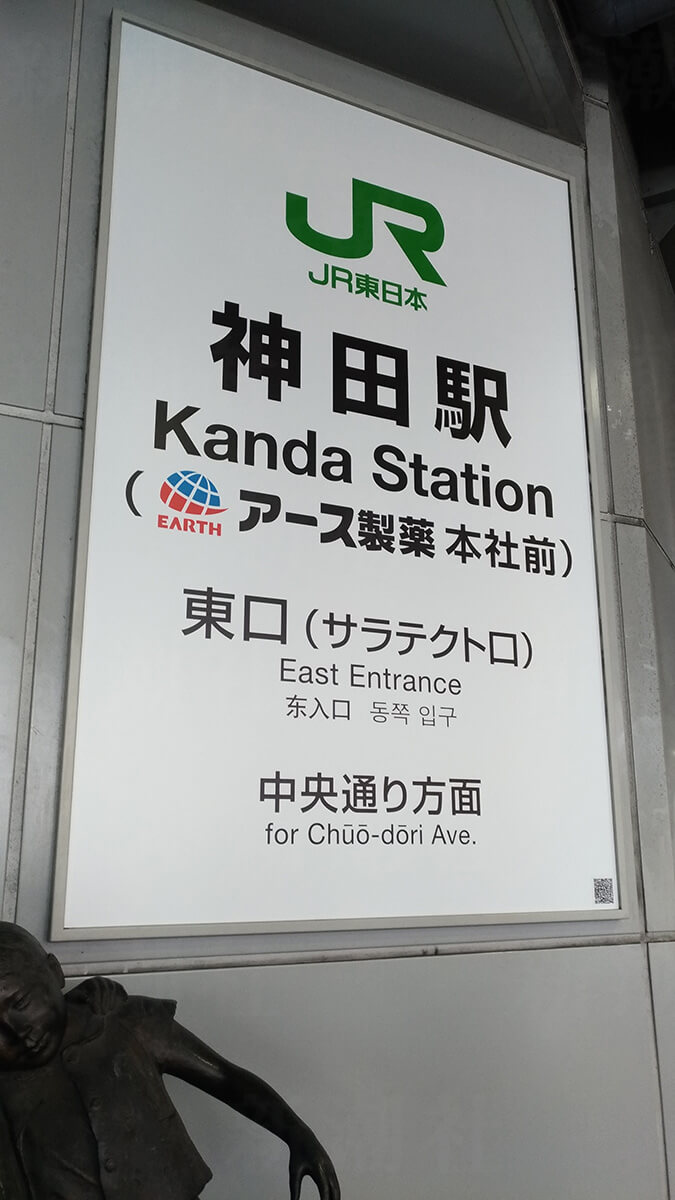 JR
JR東日本
神田駅
Kanda Station
(EARTH アース製薬 本社前)
東口(サラテクト口)
East Entrance
东入口 동쪽 입구
中央通り方面
for Chūō-dōri Ave.